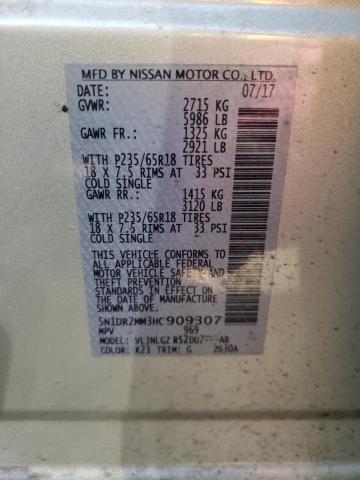 MFD BY NISSAN MOTOR CO., LTD.
DATE: 07/17
GVWR: 2715 KG
5986 LB
GAWR FR.: 1325 KG
2921 LB
WITH P235/65R18 TIRES
18 X 7.5 RIMS AT 33 PSI
COLD SINGLE
GAWR RR.: 1415 KG
3120 LB
WITH P235/65R18 TIRES
18 X 7.5 RIMS AT 33 PSI
COLD SINGLE
THIS VEHICLE CONFORMS TO
ALL APPLICABLE FEDERAL
MOTOR VEHICLE SAFETY AND
THEFT PREVENTION
STANDARDS IN EFFECT ON
THE DATE OF MANUFACTURE
SHOWN ABOVE.
5N1DR2MM3HC909307
MPV 969
MODEL: VLJNLGZ R52DUZ---AB
COLOR: K23 TRIM: G